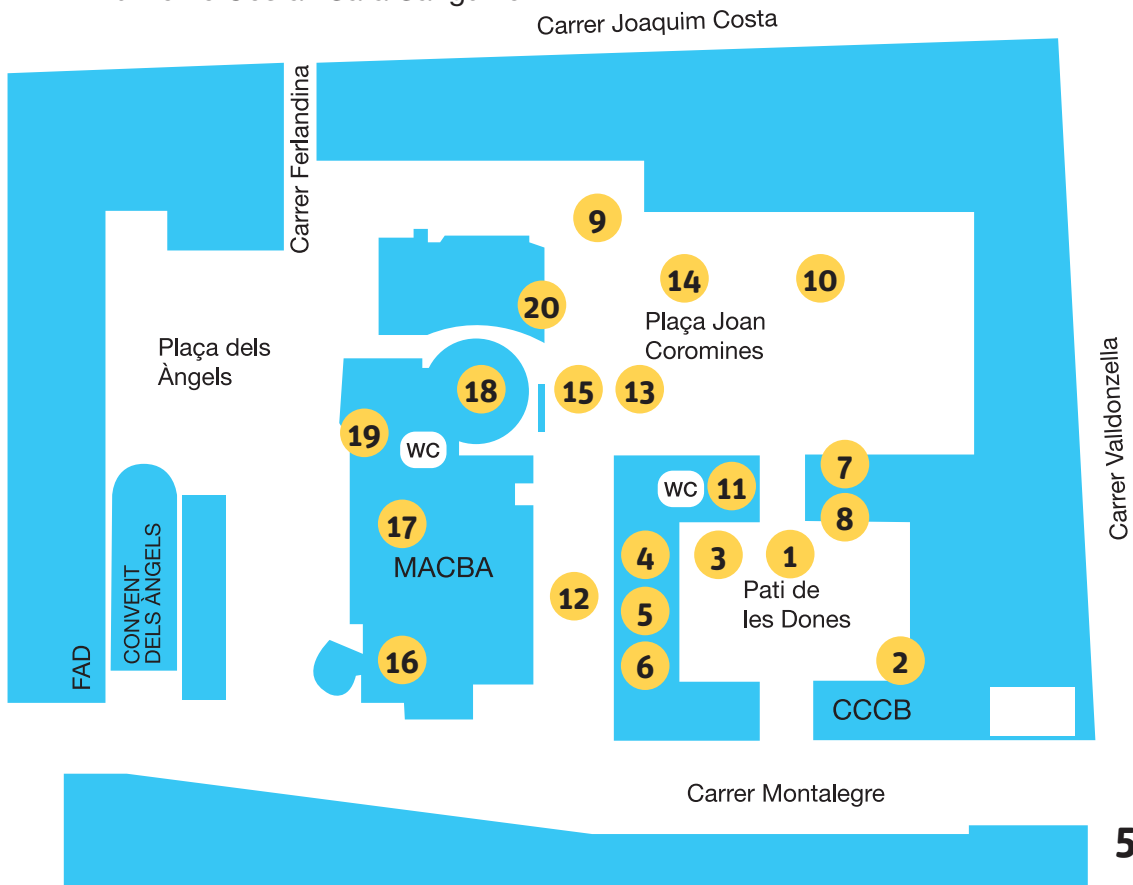 Carrer Joaquim Costa
Carrer Ferlandina
9
14
10
20
Plaça Joan
Coromines
Plaça dels
Àngels
Carrer Valldonzella
18
15
13
19
WC
7
WC
11
8
17
MACBA
4
3
1
12
5
Pati de
les Dones
CONVENT
DELS ÀNGELS
FAD
16
6
2
CCCB
Carrer Montalegre
5